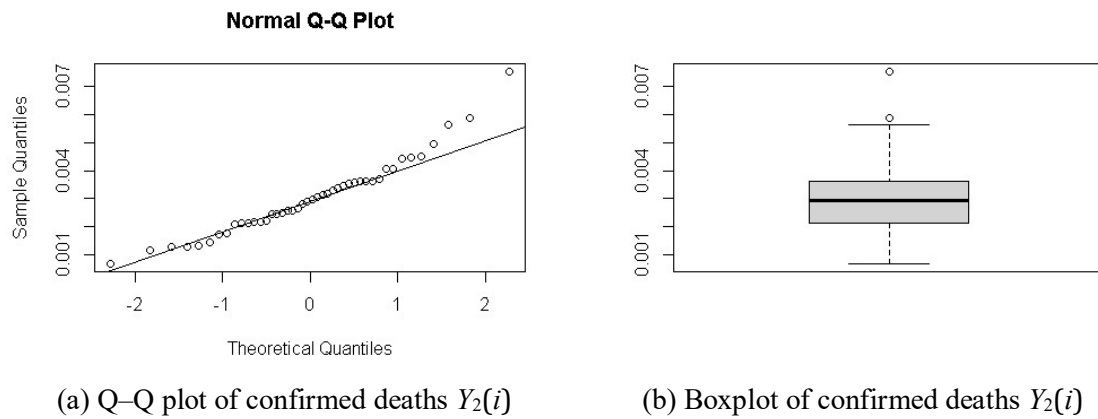 Normal Q-Q Plot
Sample Quantiles
0.007
0.004
0.001
-2
-1
0
1
2
Theoretical Quantiles
0.007
0.004
0.001
(a) Q–Q plot of confirmed deaths Y2(i)
(b) Boxplot of confirmed deaths Y2(i)